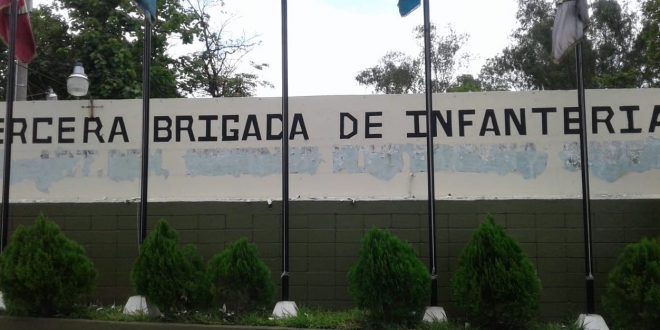 ERCERA BRIGADA DE INFANTERIA